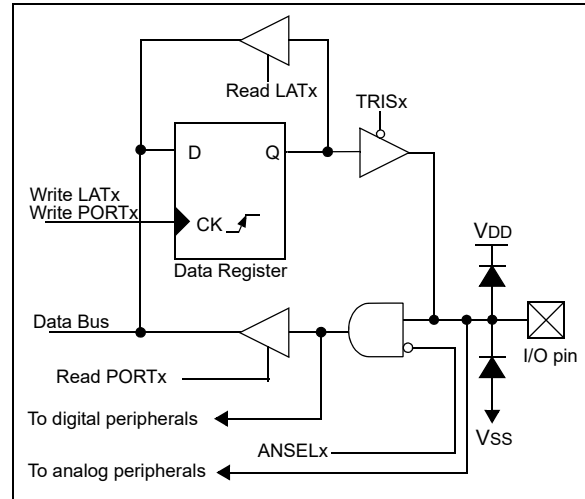 Read LATx
TRISx
D
Q
Write LATx
Write PORTx
CK
Data Register
VDD
Data Bus
I/O pin
Read PORTx
To digital peripherals
VSS
ANSELx
To analog peripherals